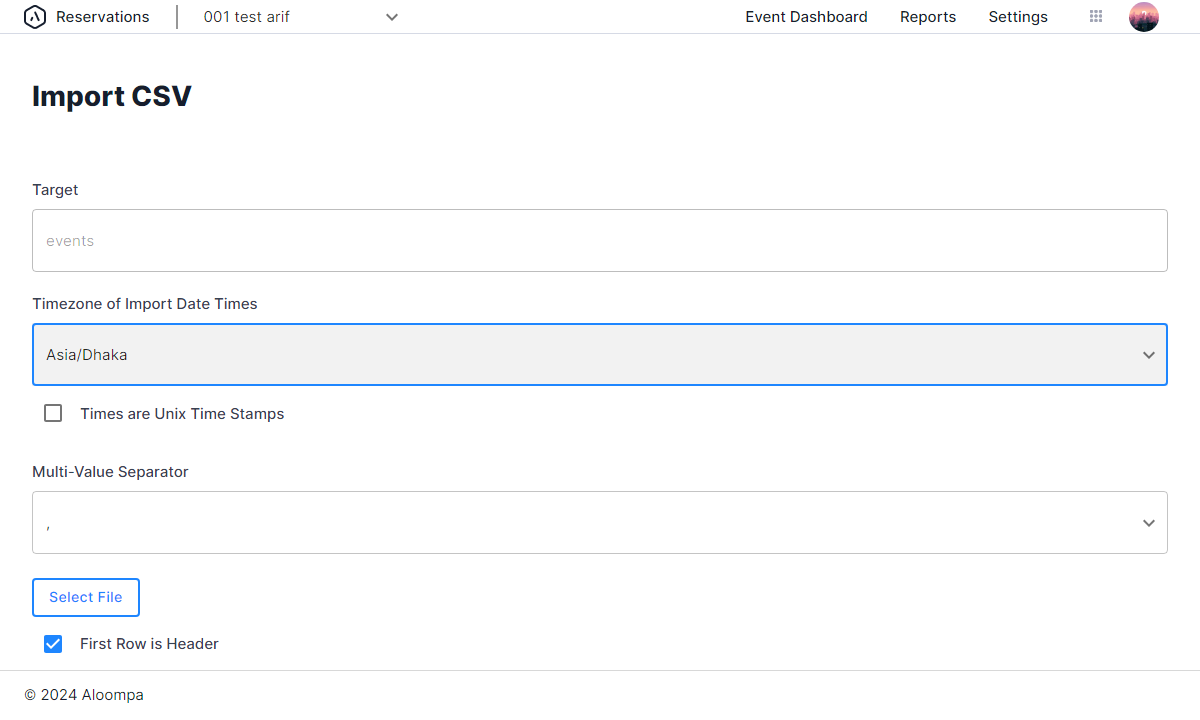 Reservations 001 test arif Event Dashboard Reports Settings
Import CSV
Target
events
Timezone of Import Date Times
Asia/Dhaka
Times are Unix Time Stamps
Multi-Value Separator
,
Select File
First Row is Header
© 2024 Aloompa